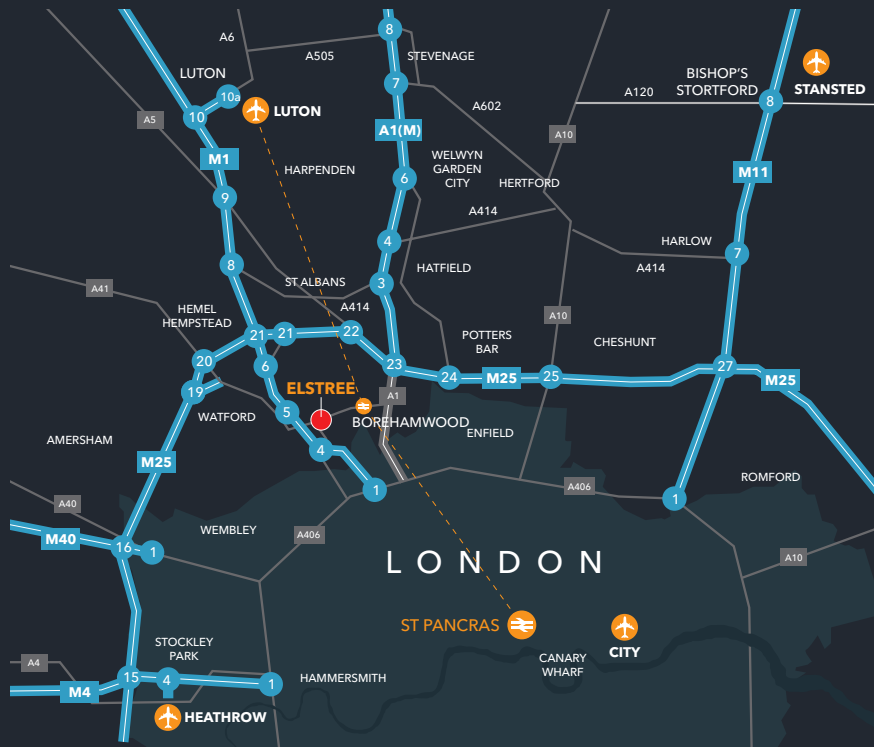 8
A6
STEVENAGE
A505
LUTON
BISHOP'S
STORTFORD
STANSTED
7
10a
A120
8
LUTON
A602
10
A5
A1(M)
A10
M1
HARPENDEN
WELWYN
GARDEN
CITY
M11
6
HERTFORD
9
A414
4
HARLOW
7
8
HATFIELD
A414
ST ALBANS
3
A41
A414
HEMEL
HEMPSTEAD
A10
21
21
22
POTTERS
BAR
CHESHUNT
20
6
23
27
24
M25
25
M25
19
ELSTREE
A1
WATFORD
5
BOREHAMWOOD
ENFIELD
AMERSHAM
4
M25
ROMFORD
1
A406
1
A40
WEMBLEY
A406
M40
16
1
A10
LONDON
ST PANCRAS
CITY
STOCKLEY
PARK
A4
CANARY
WHARF
15
4
1
HAMMERSMITH
M4
HEATHROW